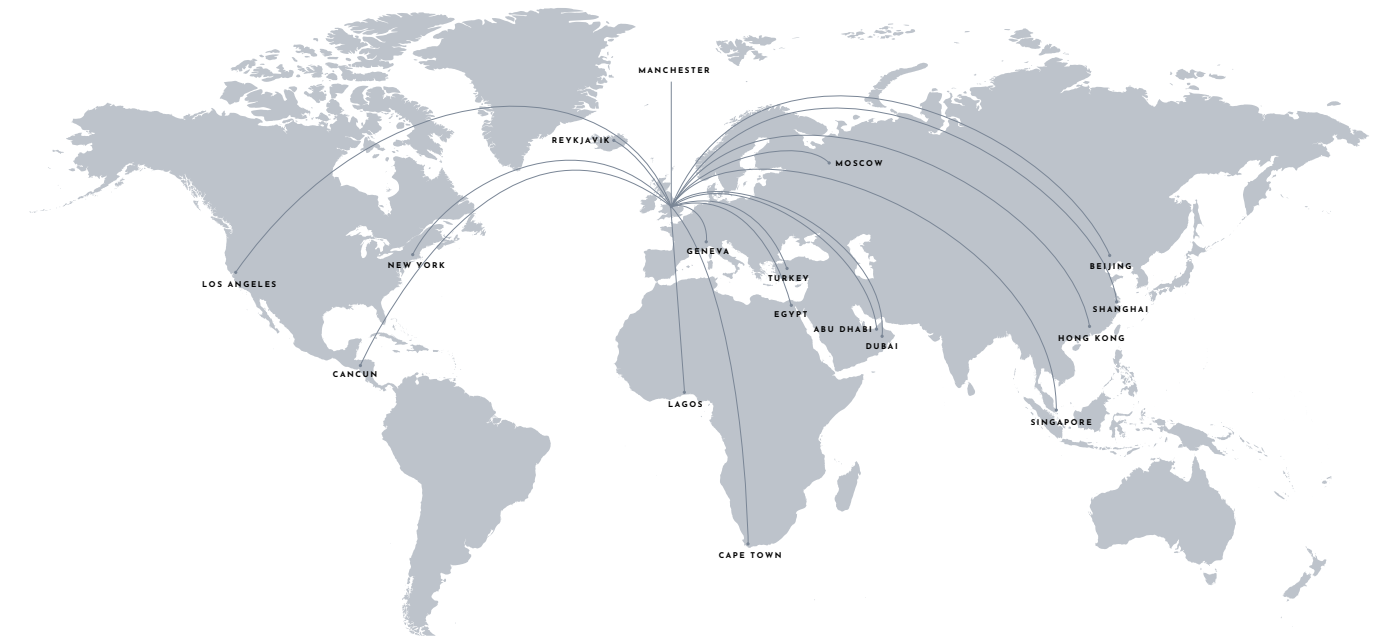 MANCHESTER
REYKJAVIK
MOSCOW
GENEVA
NEW YORK
BEIJING
TURKEY
LOS ANGELES
SHANGHAI
EGYPT
ABU DHABI
HONG KONG
DUBAI
CANCUN
LAGOS
SINGAPORE
CAPE TOWN